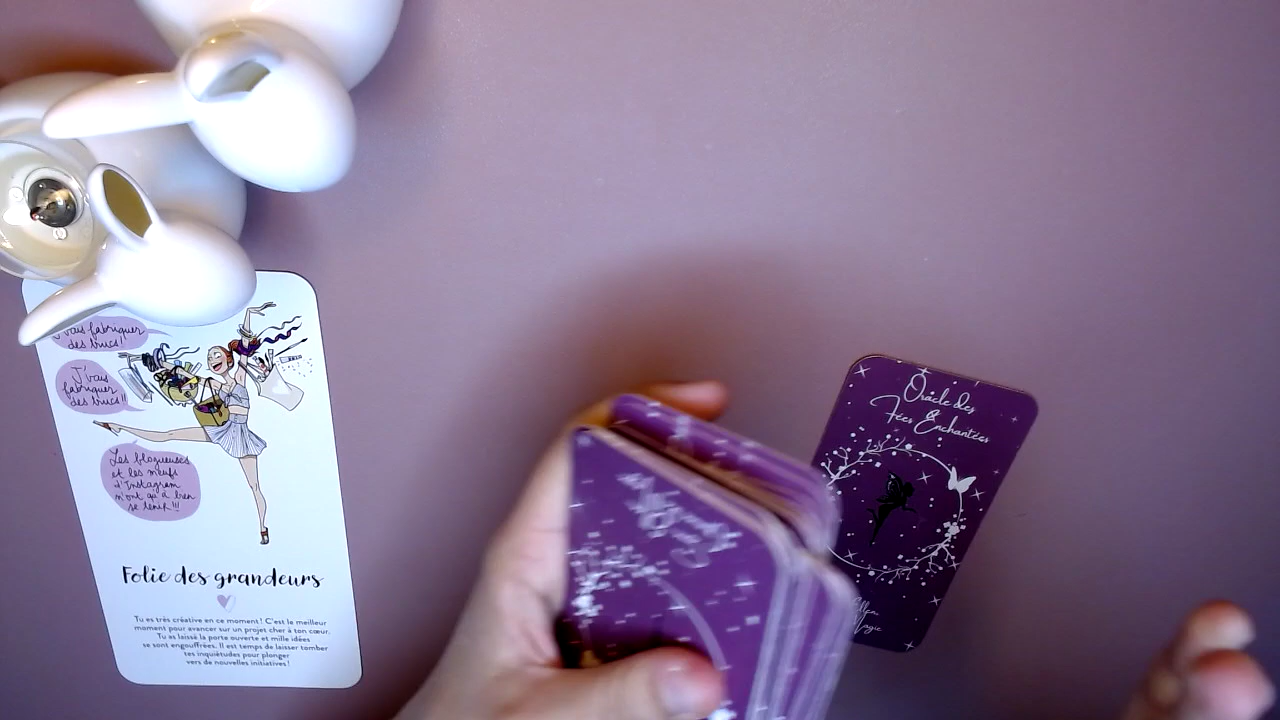 J'vais fabriquer
des trucs!
J'vais
fabriquer
des trucs!!
Les blogueuses
et les meufs
d'Instagram
n'ont qu'à bien
se tenir!!!
Folie des grandeurs
Tu es très créative en ce moment! C'est le meilleur
moment pour avancer sur un projet cher à ton cœur.
Tu as laissé la porte ouverte et mille idées
se sont engouffrées. Il est temps de laisser tomber
tes inquiétudes pour plonger
vers de nouvelles initiatives!
Oracle des
Fées Enchantées